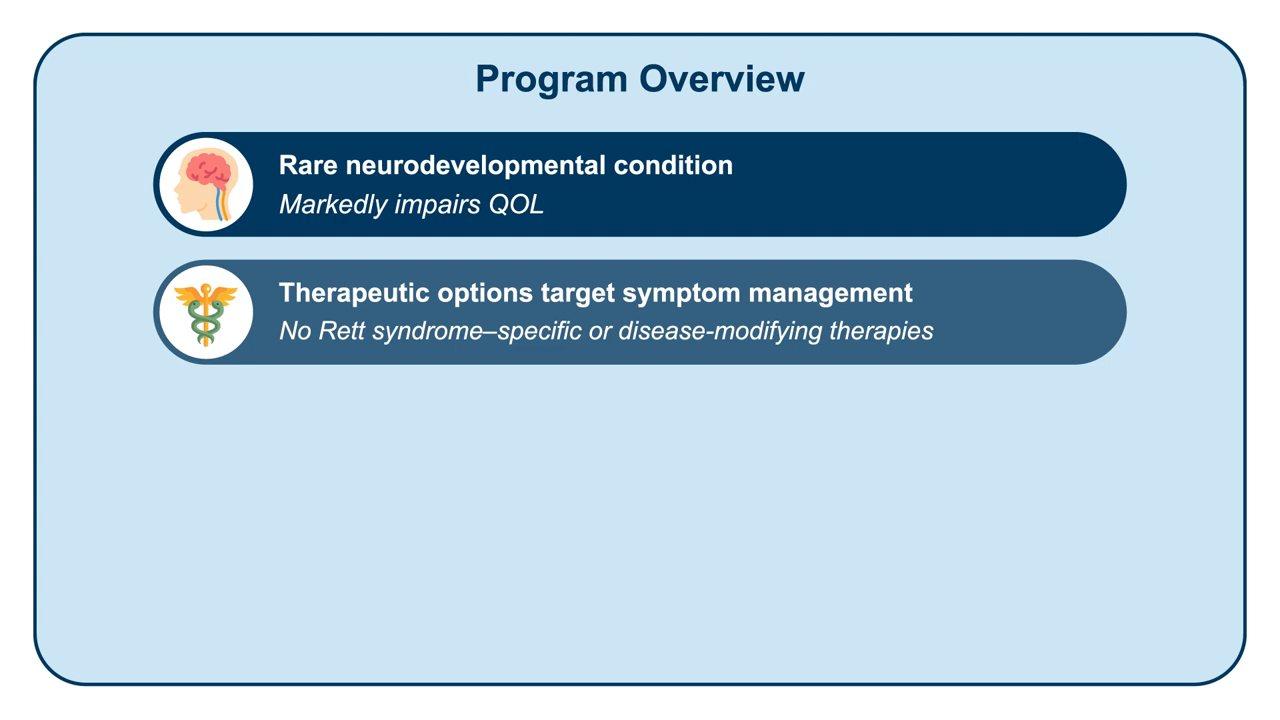 Program Overview
Rare neurodevelopmental condition
Markedly impairs QOL
Therapeutic options target symptom management
No Rett syndrome–specific or disease-modifying therapies